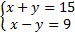 x + y = 15
x − y = 9